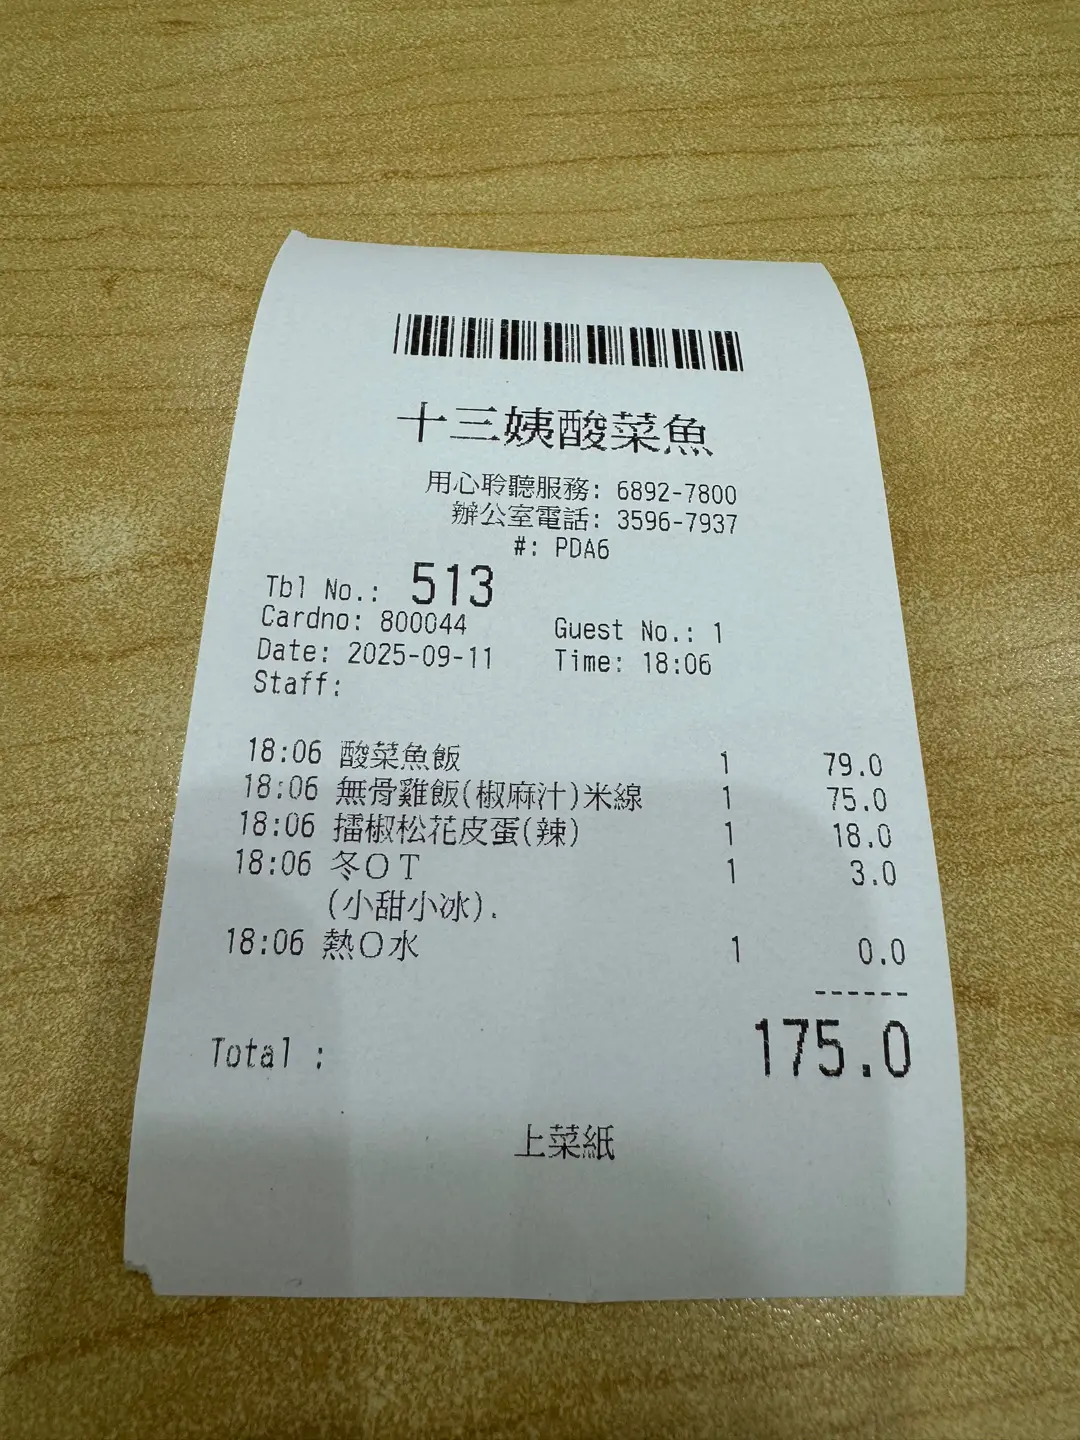 十三姨酸菜魚
用心聆聽服務: 6892-7800
辦公室電話: 3596-7937
#: PDA6
Tbl No.: 513
Cardno: 800044 Guest No.: 1
Date: 2025-09-11 Time: 18:06
Staff:
18:06 酸菜魚飯 1 79.0
18:06 無骨雞飯(椒麻汁)米線 1 75.0
18:06 擂椒松花皮蛋(辣) 1 18.0
18:06 冬ＯＴ 1 3.0
(小甜小冰).
18:06 熱Ｏ水 1 0.0
------
Total : 175.0
上菜紙